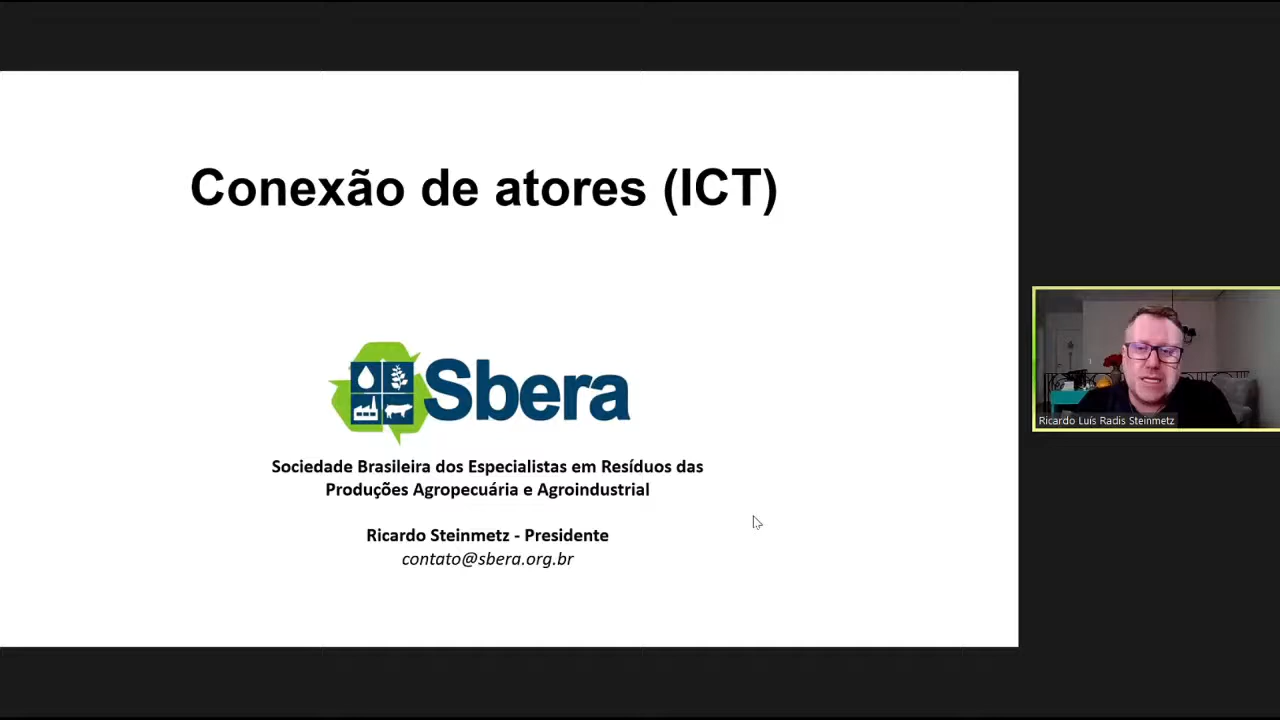 Conexão de atores (ICT)
Sbera
Sociedade Brasileira dos Especialistas em Resíduos das
Produções Agropecuária e Agroindustrial
Ricardo Steinmetz - Presidente
contato@sbera.org.br
Ricardo Luís Radis Steinmetz